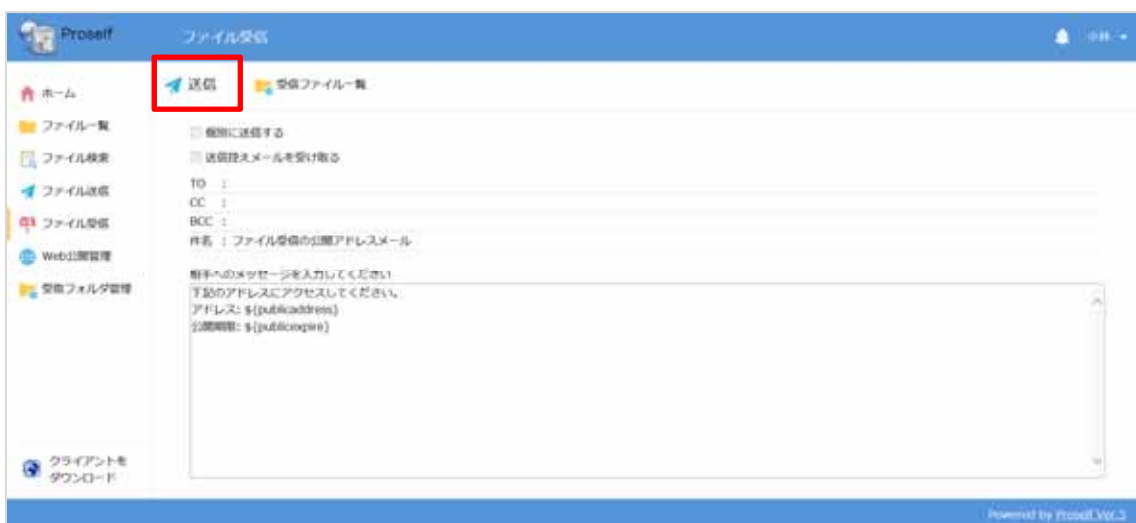 Proself
ファイル受信
小林
ホーム
ファイル一覧
ファイル検索
ファイル送信
ファイル受信
Web公開管理
受取フォルダ管理
クライアントを
ダウンロード
送信
受信ファイル一覧
個別に送信する
送信控えメールを受け取る
TO :
CC :
BCC :
件名 : ファイル受信の公開アドレスメール
相手へのメッセージを入力してください
下記のアドレスにアクセスしてください。
アドレス: ${publicaddress}
公開期限: ${publicexpire}
Powered by Proself Ver.5